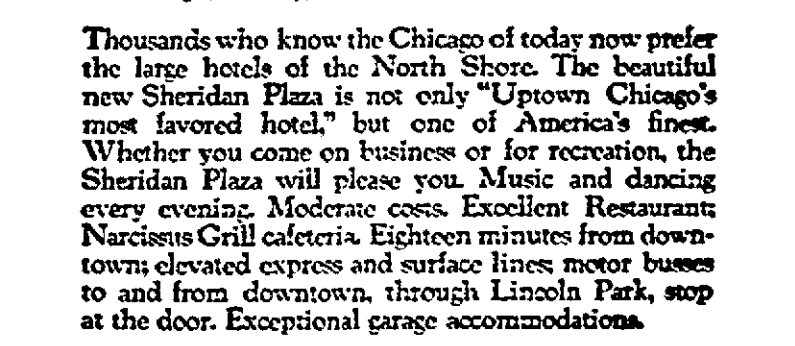 Thousands who know the Chicago of today now prefer
the large hotels of the North Shore. The beautiful
new Sheridan Plaza is not only "Uptown Chicago's
most favored hotel," but one of America's finest.
Whether you come on business or for recreation, the
Sheridan Plaza will please you. Music and dancing
every evening. Moderate costs. Excellent Restaurant;
Narcissus Grill cafeteria. Eighteen minutes from down-
town; elevated express and surface lines; motor busses
to and from downtown, through Lincoln Park, stop
at the door. Exceptional garage accommodations.